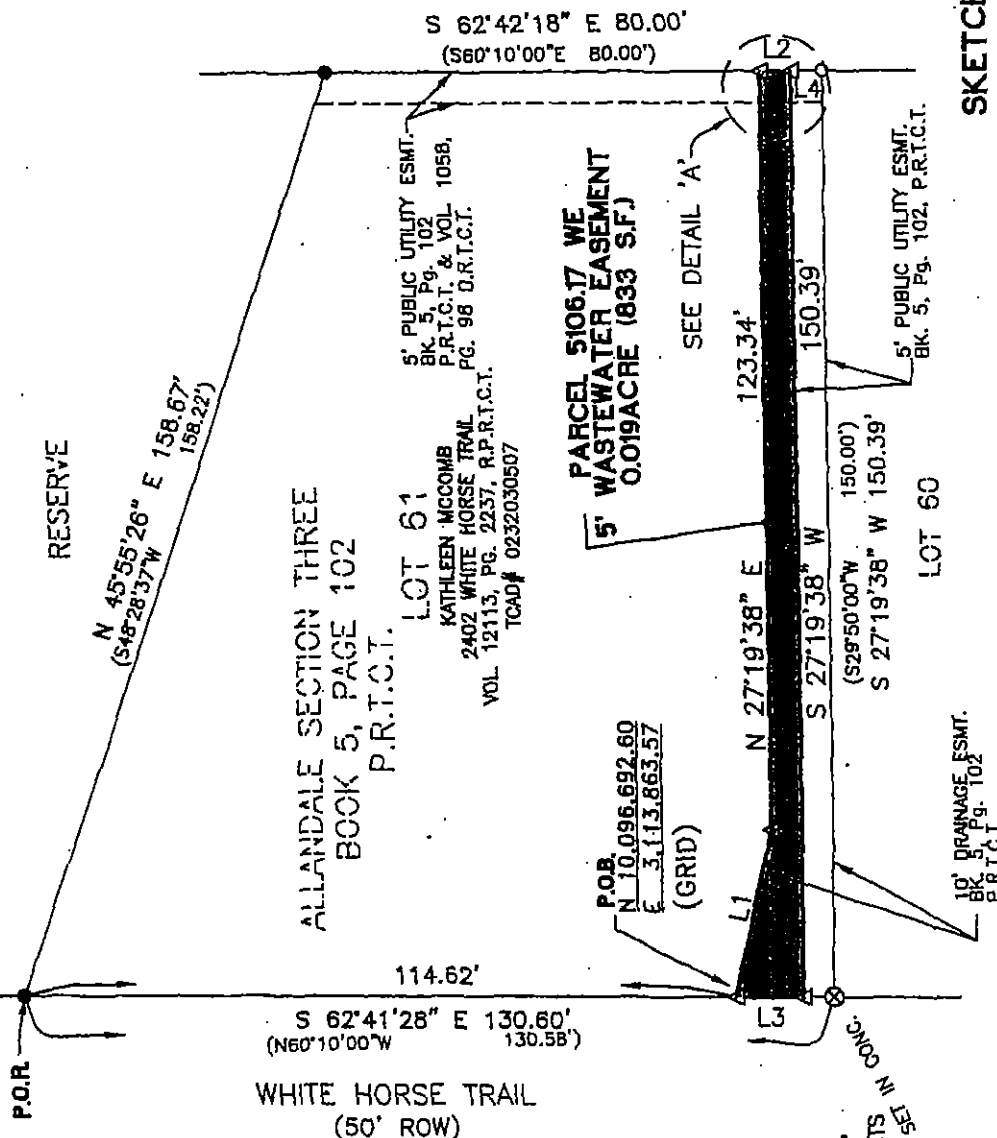 S 62°42'18" E 80.00'
(S60°10'00"E 80.00')
L2
L4
SKETCH
RESERVE
N 45°55'26" E 158.67'
(S48°28'37"W 158.22')
5' PUBLIC UTILITY ESMT.
BK. 5, Pg. 102
P.R.T.C.T. & VOL 1058,
PG. 98 D.R.T.C.T.
ALLANDALE SECTION THREE
BOOK 5, PAGE 102
P.R.T.C.T.
LOT 61
KATHLEEN MCCOMB
2402 WHITE HORSE TRAIL
VOL 12113, PG. 2237, R.P.R.T.C.T.
TCAD# 0232030507
PARCEL 5106.17 WE
5' WASTEWATER EASEMENT
0.019ACRE (833 S.F.)
SEE DETAIL 'A'
N 27°19'38" E 123.34'
S 27°19'38" W 150.39'
(S29°50'00"W 150.00')
S 27°19'38" W 150.39'
5' PUBLIC UTILITY ESMT.
BK. 5, Pg. 102, P.R.T.C.T.
LOT 60
10' DRAINAGE ESMT.
BK. 5, Pg. 102
P.R.T.C.T.
P.O.B.
N 10,096,692.60
E 3,113,863.57
(GRID)
L1
L3
114.62'
S 62°41'28" E 130.60'
(N60°10'00"W 130.58')
P.O.R.
WHITE HORSE TRAIL
(50' ROW)
SET IN CONC.